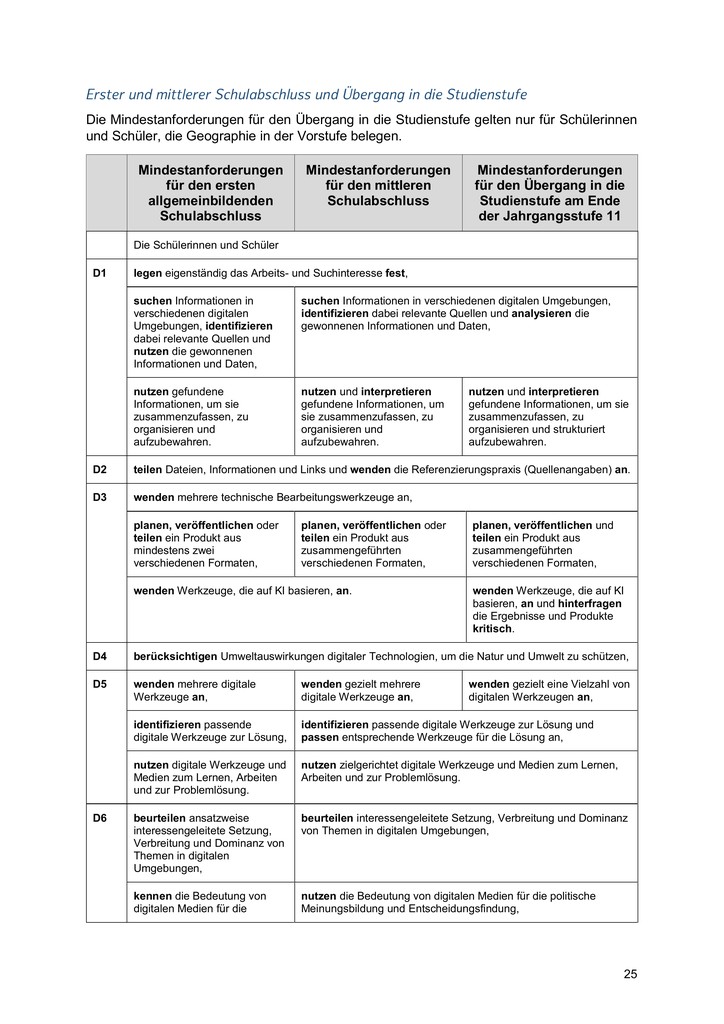 Erster und mittlerer Schulabschluss und Übergang in die Studienstufe
Die Mindestanforderungen für den Übergang in die Studienstufe gelten nur für Schülerinnen
und Schüler, die Geographie in der Vorstufe belegen.
Mindestanforderungen
für den ersten
allgemeinbildenden
Schulabschluss
Mindestanforderungen
für den mittleren
Schulabschluss
Mindestanforderungen
für den Übergang in die
Studienstufe am Ende
der Jahrgangsstufe 11
Die Schülerinnen und Schüler
D1
legen eigenständig das Arbeits- und Suchinteresse fest,
suchen Informationen in
verschiedenen digitalen
Umgebungen, identifizieren
dabei relevante Quellen und
nutzen die gewonnenen
Informationen und Daten,
suchen Informationen in verschiedenen digitalen Umgebungen,
identifizieren dabei relevante Quellen und analysieren die
gewonnenen Informationen und Daten,
nutzen gefundene
Informationen, um sie
zusammenzufassen, zu
organisieren und
aufzubewahren.
nutzen und interpretieren
gefundene Informationen, um
sie zusammenzufassen, zu
organisieren und
aufzubewahren.
nutzen und interpretieren
gefundene Informationen, um sie
zusammenzufassen, zu
organisieren und strukturiert
aufzubewahren.
D2
teilen Dateien, Informationen und Links und wenden die Referenzierungspraxis (Quellenangaben) an.
D3
wenden mehrere technische Bearbeitungswerkzeuge an,
planen, veröffentlichen oder
teilen ein Produkt aus
mindestens zwei
verschiedenen Formaten,
planen, veröffentlichen oder
teilen ein Produkt aus
zusammengeführten
verschiedenen Formaten,
planen, veröffentlichen und
teilen ein Produkt aus
zusammengeführten
verschiedenen Formaten,
wenden Werkzeuge, die auf KI basieren, an.
wenden Werkzeuge, die auf KI
basieren, an und hinterfragen
die Ergebnisse und Produkte
kritisch.
D4
berücksichtigen Umweltauswirkungen digitaler Technologien, um die Natur und Umwelt zu schützen,
D5
wenden mehrere digitale
Werkzeuge an,
wenden gezielt mehrere
digitale Werkzeuge an,
wenden gezielt eine Vielzahl von
digitalen Werkzeugen an,
identifizieren passende
digitale Werkzeuge zur Lösung,
identifizieren passende digitale Werkzeuge zur Lösung und
passen entsprechende Werkzeuge für die Lösung an,
nutzen digitale Werkzeuge und
Medien zum Lernen, Arbeiten
und zur Problemlösung.
nutzen zielgerichtet digitale Werkzeuge und Medien zum Lernen,
Arbeiten und zur Problemlösung.
D6
beurteilen ansatzweise
interessengeleitete Setzung,
Verbreitung und Dominanz von
Themen in digitalen
Umgebungen,
beurteilen interessengeleitete Setzung, Verbreitung und Dominanz
von Themen in digitalen Umgebungen,
kennen die Bedeutung von
digitalen Medien für die
nutzen die Bedeutung von digitalen Medien für die politische
Meinungsbildung und Entscheidungsfindung,
25